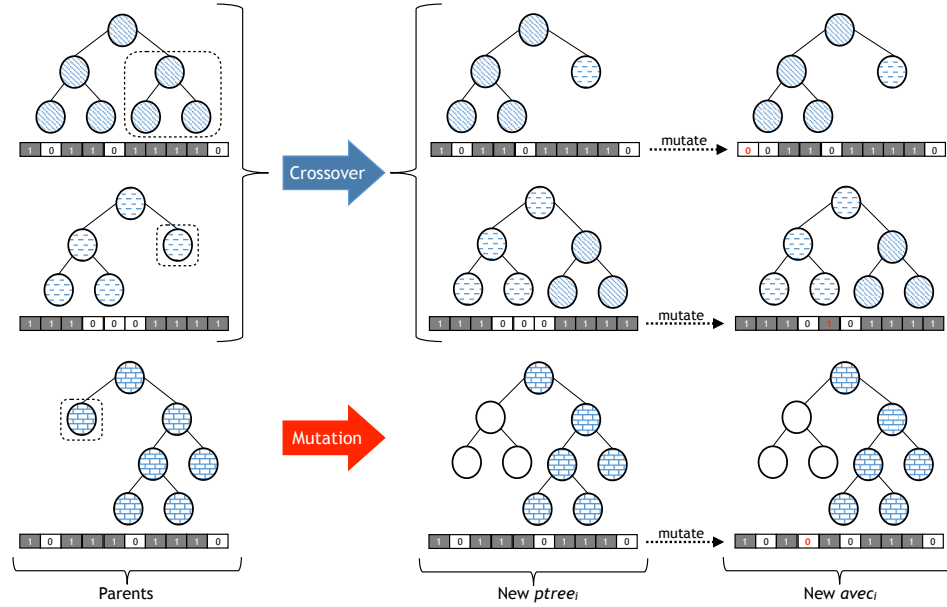 1 0 1 1 0 1 1 1 1 0
1 0 1 1 0 1 1 1 1 0
mutate
0 0 1 1 0 1 1 1 1 0
Crossover
1 1 1 0 0 0 1 1 1 1
1 1 1 0 0 0 1 1 1 1
mutate
1 1 1 0 1 0 1 1 1 1
Mutation
1 0 1 1 1 0 1 1 1 0
1 0 1 1 1 0 1 1 1 0
mutate
1 0 1 0 1 0 1 1 1 0
Parents
New ptreeᵢ
New avecᵢ